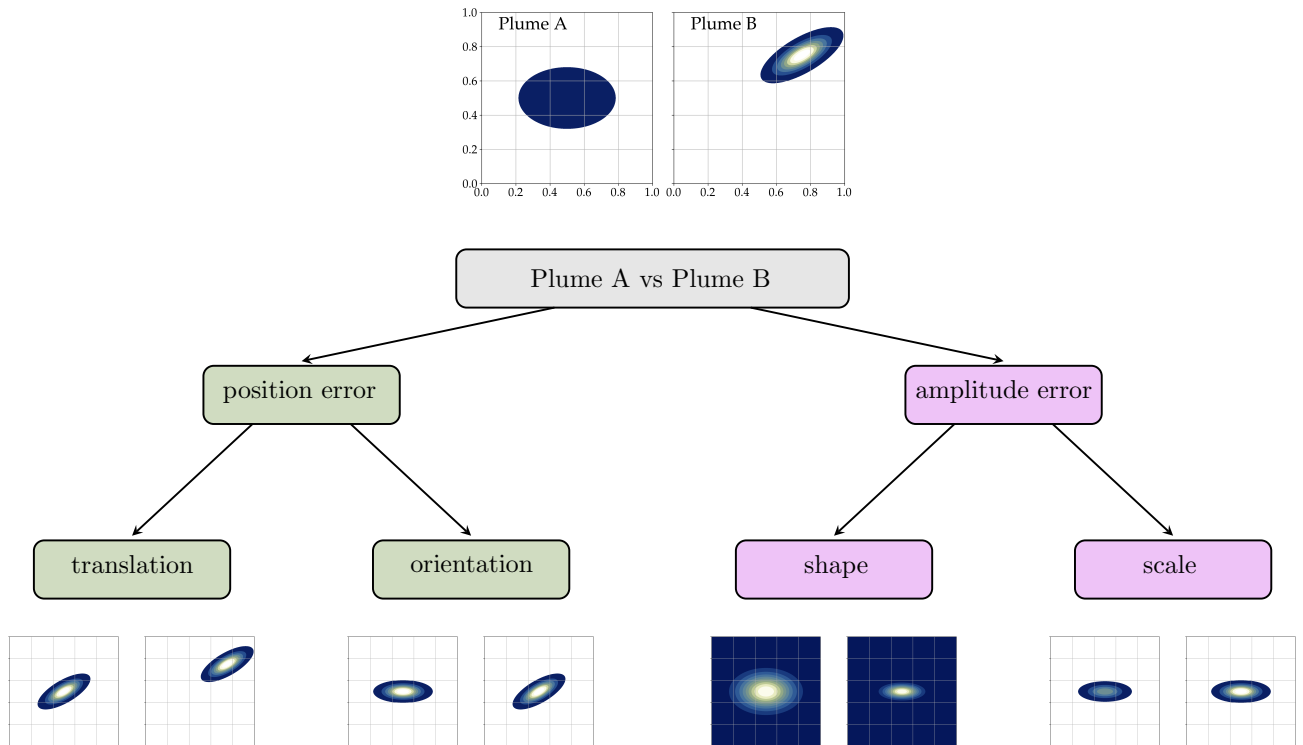 Plume A
Plume B
1.0
0.8
0.6
0.4
0.2
0.0
0.0 0.2 0.4 0.6 0.8 1.0
0.0 0.2 0.4 0.6 0.8 1.0
Plume A vs Plume B
position error
amplitude error
translation
orientation
shape
scale